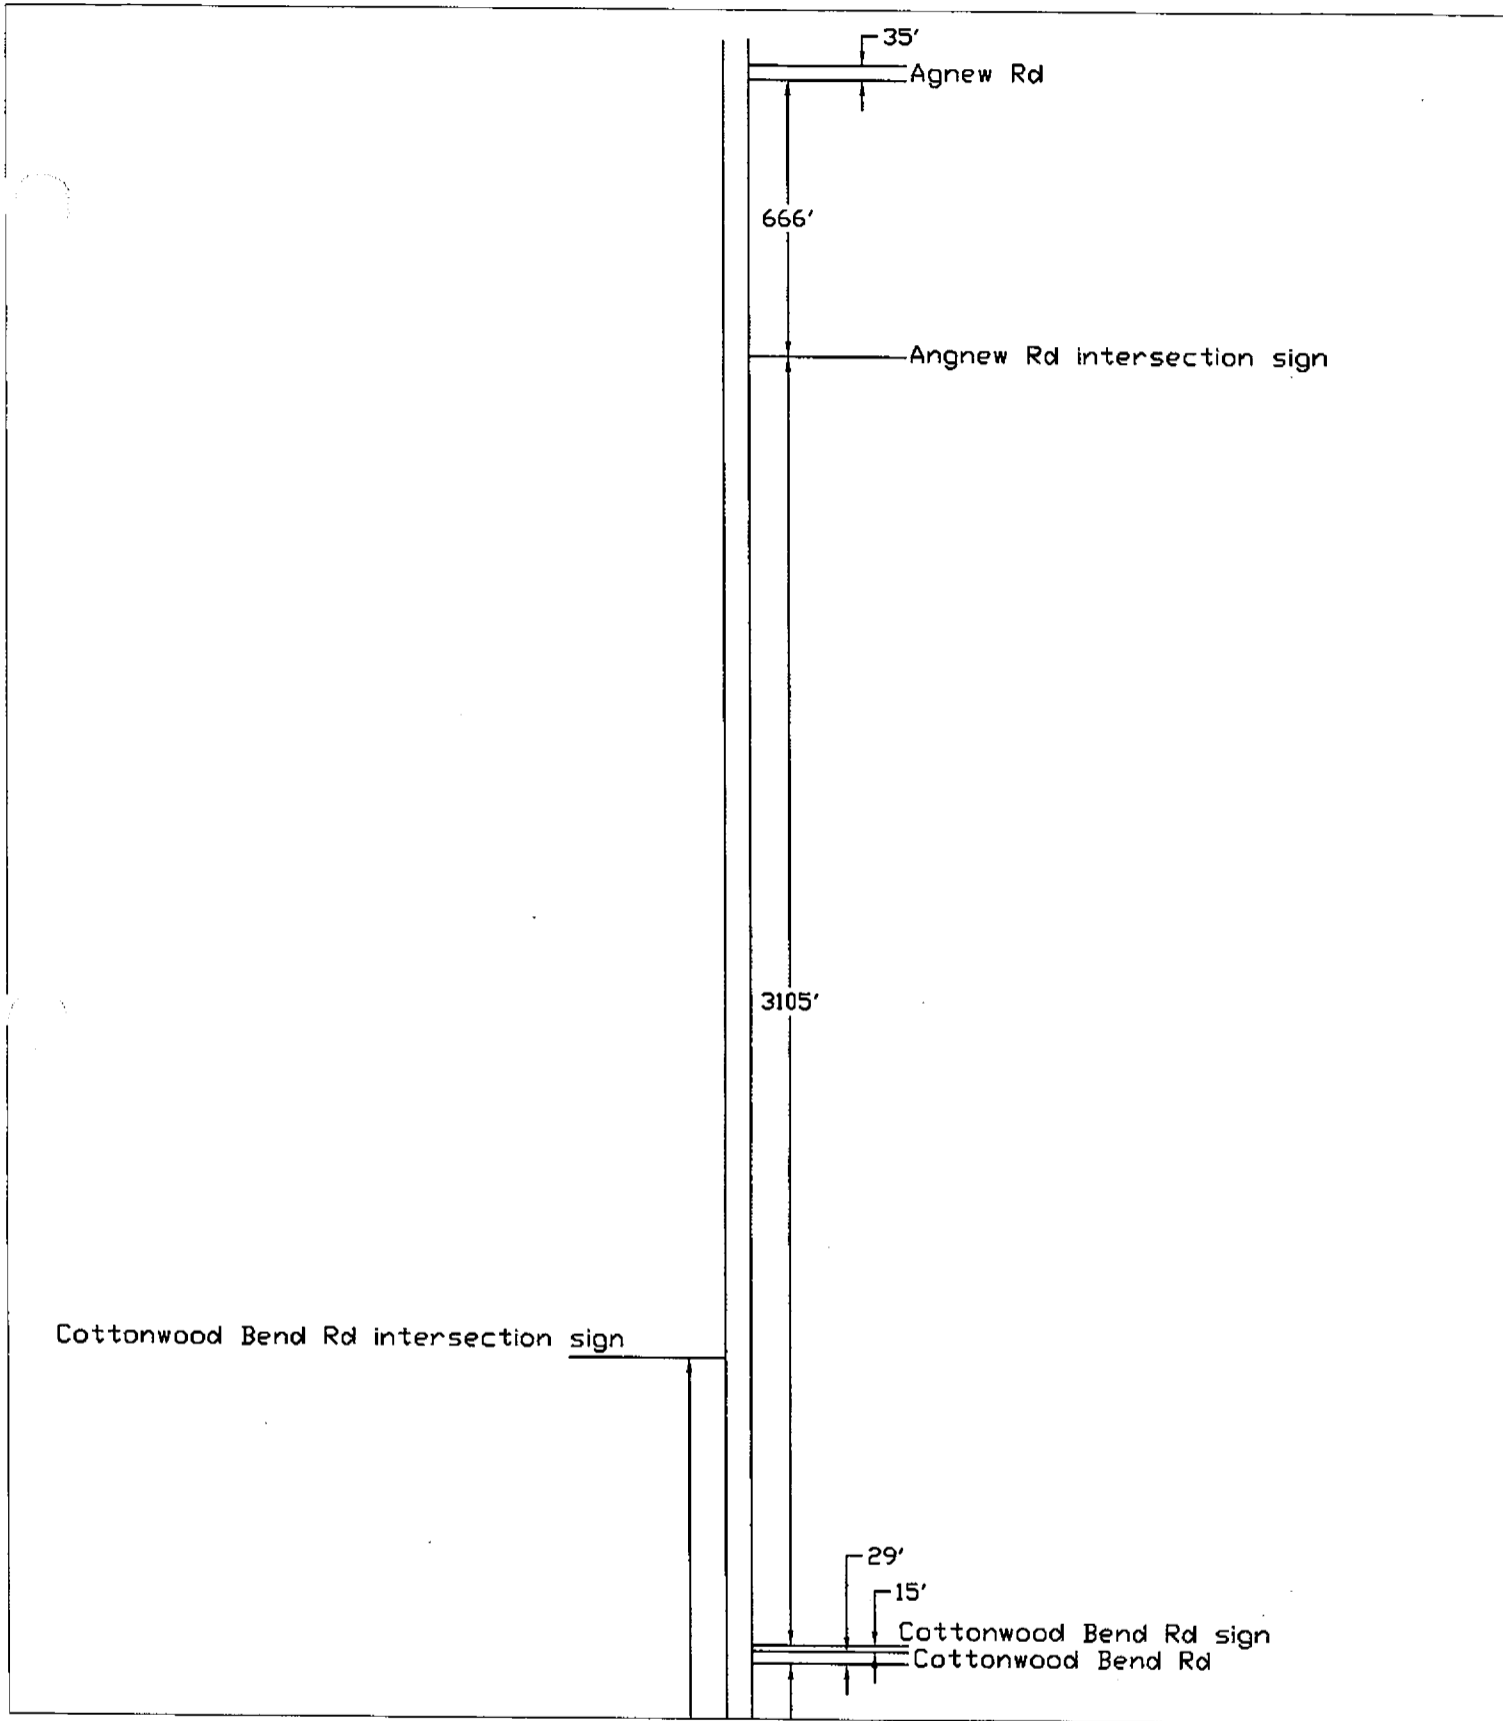 35'
Agnew Rd
666'
Angnew Rd intersection sign
3105'
Cottonwood Bend Rd intersection sign
29'
15'
Cottonwood Bend Rd sign
Cottonwood Bend Rd